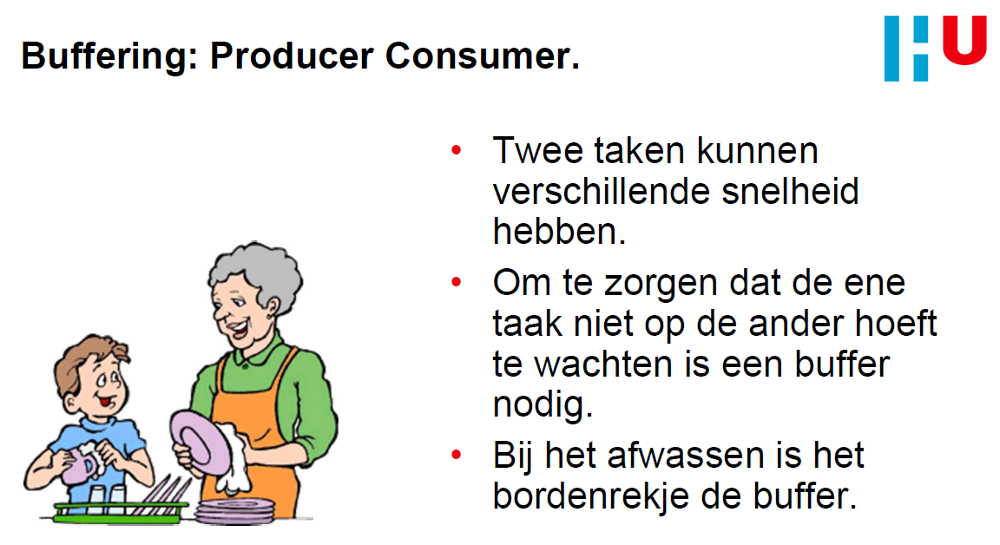 Buffering: Producer Consumer.
HU
• Twee taken kunnen
verschillende snelheid
hebben.
• Om te zorgen dat de ene
taak niet op de ander hoeft
te wachten is een buffer
nodig.
• Bij het afwassen is het
bordenrekje de buffer.